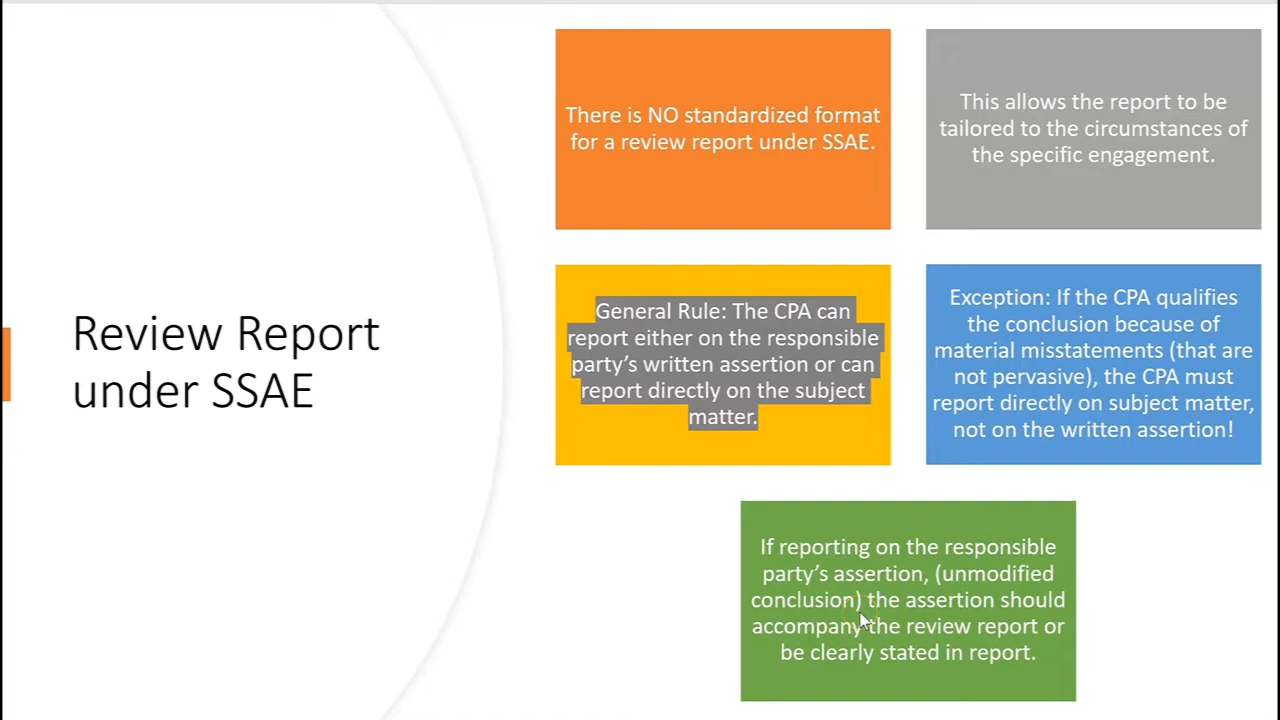 Review Report
under SSAE
There is NO standardized format
for a review report under SSAE.
This allows the report to be
tailored to the circumstances of
the specific engagement.
General Rule: The CPA can
report either on the responsible
party’s written assertion or can
report directly on the subject
matter.
Exception: If the CPA qualifies
the conclusion because of
material misstatements (that are
not pervasive), the CPA must
report directly on subject matter,
not on the written assertion!
If reporting on the responsible
party’s assertion, (unmodified
conclusion) the assertion should
accompany the review report or
be clearly stated in report.